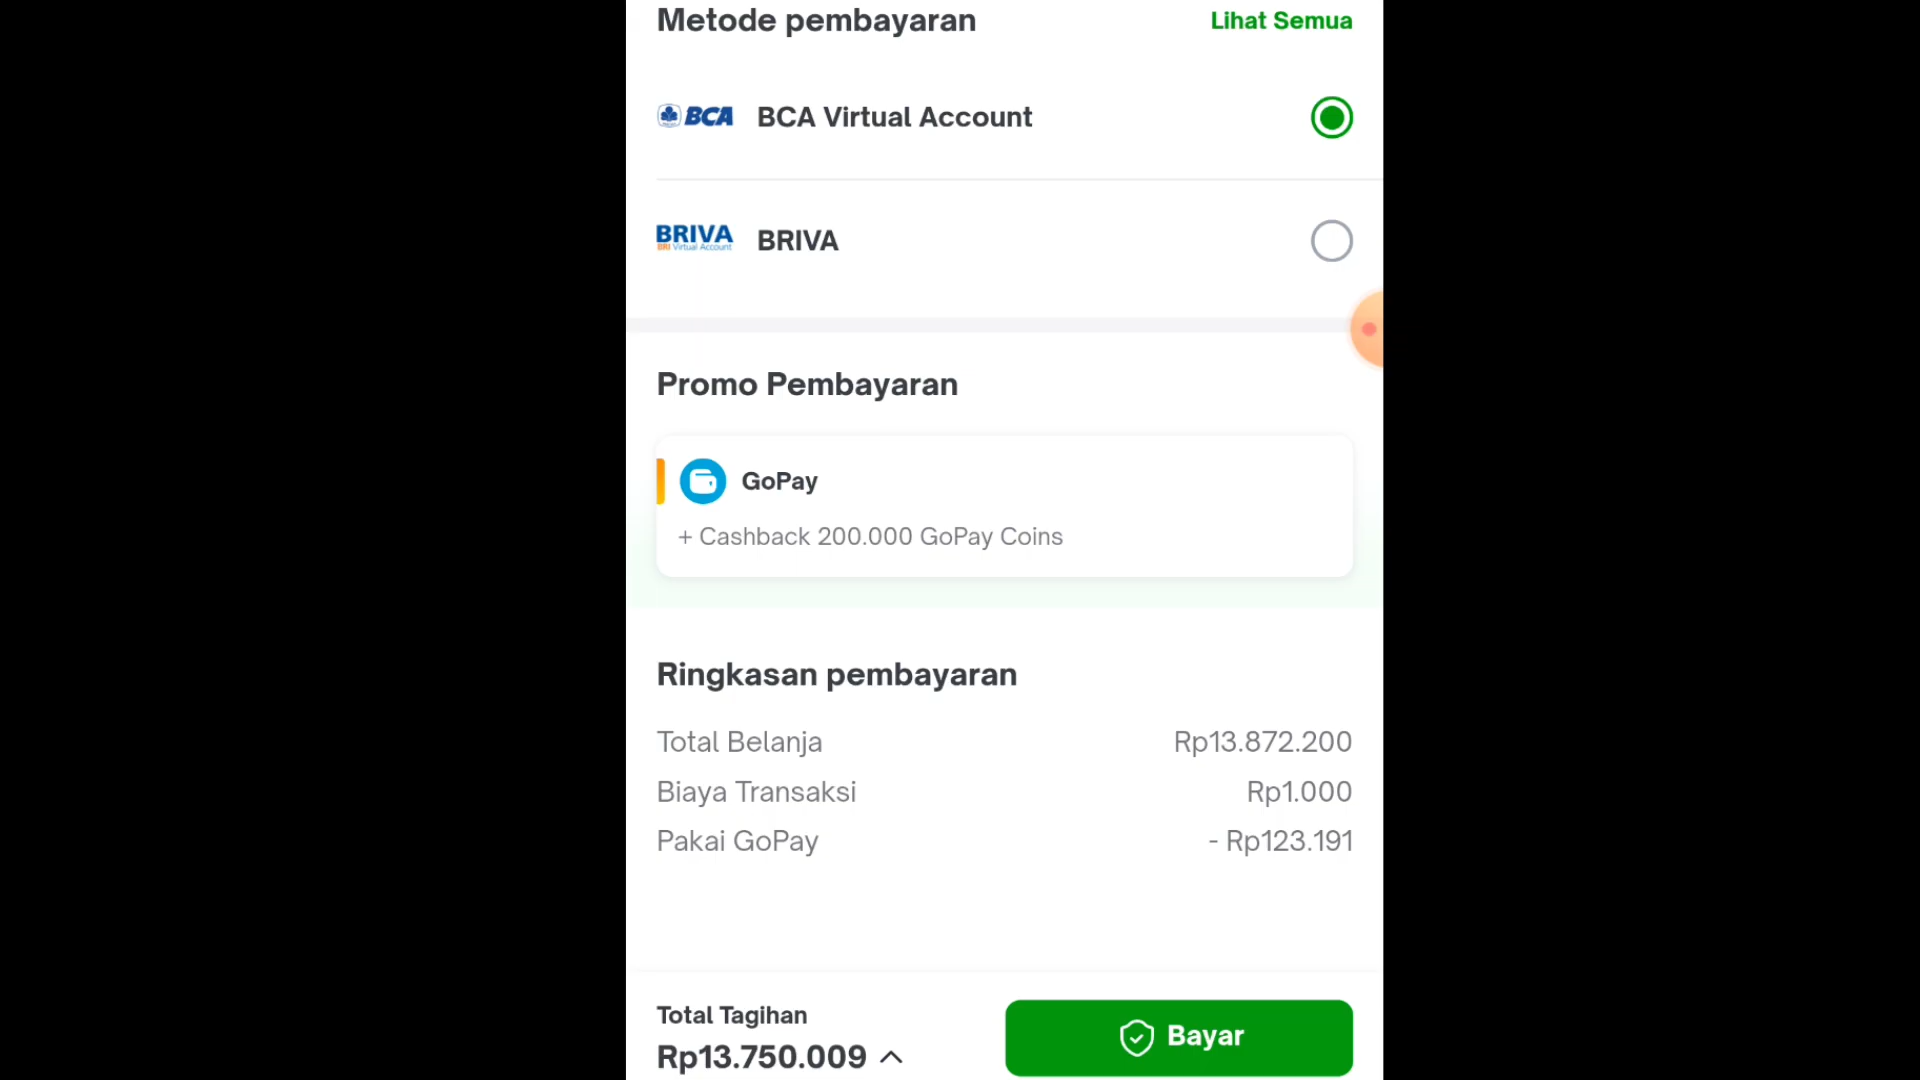 Metode pembayaran Lihat Semua
BCA BCA Virtual Account
BRIVA BRIVA
BRI Virtual Account
Promo Pembayaran
GoPay
+ Cashback 200.000 GoPay Coins
Ringkasan pembayaran
Total Belanja Rp13.872.200
Biaya Transaksi Rp1.000
Pakai GoPay - Rp123.191
Total Tagihan
Rp13.750.009
Bayar